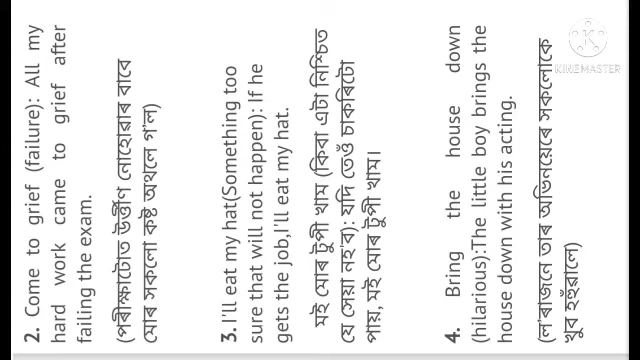 2. Come to grief (failure): All my
hard work came to grief after
failing the exam.
(পৰীক্ষাটোত উৰ্ত্তীণ নোহোৱাৰ বাবে
মোৰ সকলো কষ্ট অথলে গ'ল)
3. I'll eat my hat(Something too
sure that will not happen): If he
gets the job,I'll eat my hat.
মই মোৰ টুপী খাম (কিবা এটা নিশ্চিত
যে সেয়া নহ'ব): যদি তেওঁ চাকৰিটো
পায়, মই মোৰ টুপী খাম।
4. Bring the house down
(hilarious):The little boy brings the
house down with his acting.
(ল'ৰাজনে তাৰ অভিনয়েৰে সকলোকে
খুব হহুঁৱালে)
KINEMASTER